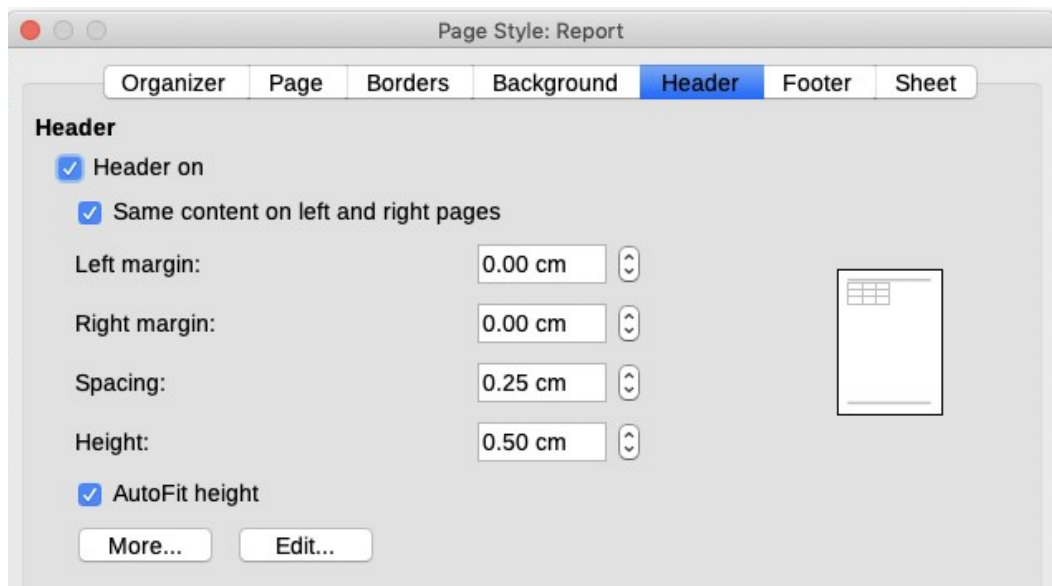 Page Style: Report
Organizer Page Borders Background Header Footer Sheet
Header
Header on
Same content on left and right pages
Left margin: 0.00 cm
Right margin: 0.00 cm
Spacing: 0.25 cm
Height: 0.50 cm
AutoFit height
More... Edit...